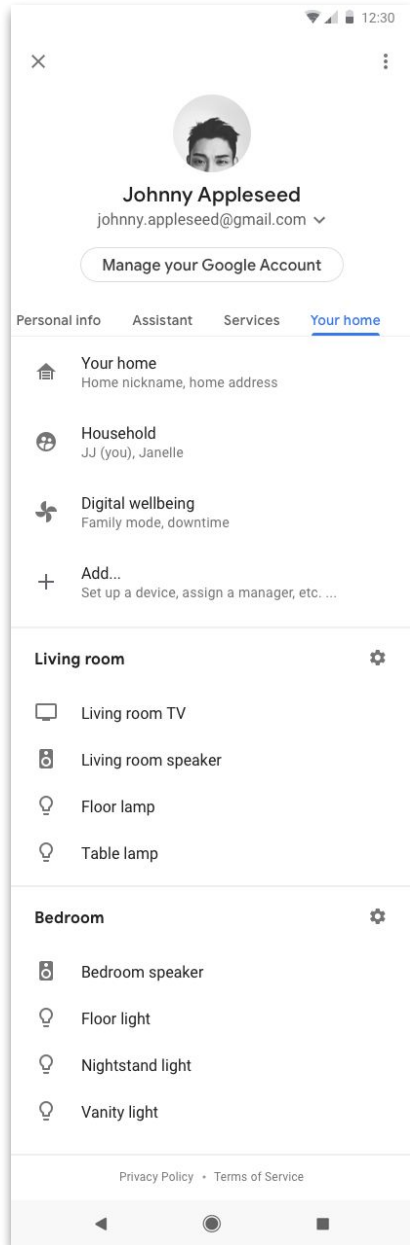 12:30
Johnny Appleseed
johnny.appleseed@gmail.com
Manage your Google Account
Personal info Assistant Services Your home
Your home
Home nickname, home address
Household
JJ (you), Janelle
Digital wellbeing
Family mode, downtime
Add...
Set up a device, assign a manager, etc. ...
Living room
Living room TV
Living room speaker
Floor lamp
Table lamp
Bedroom
Bedroom speaker
Floor light
Nightstand light
Vanity light
Privacy Policy • Terms of Service